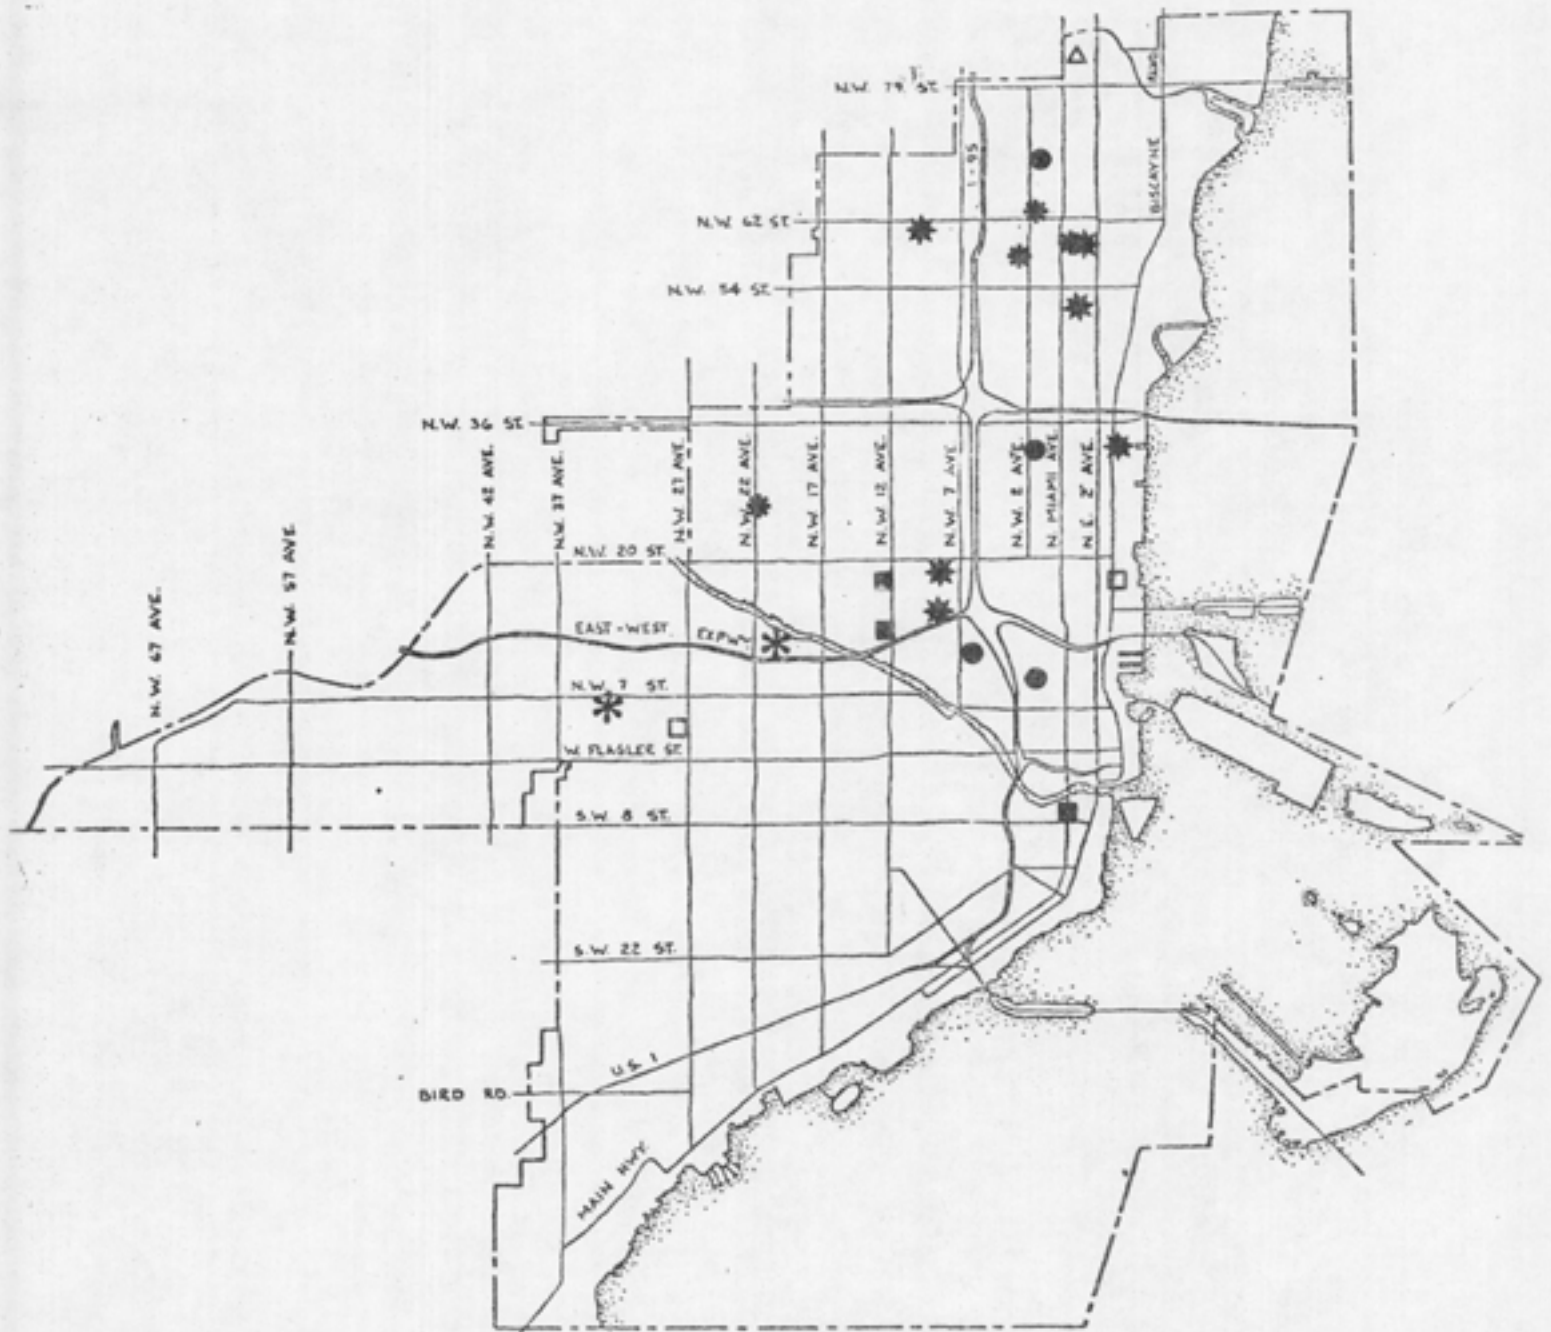 N.W. 79 ST.
BLVD.
BISCAYNE
I-95
N.W. 62 ST.
N.W. 54 ST.
N.W. 36 ST.
N.W. 67 AVE.
N.W. 57 AVE.
N.W. 42 AVE.
N.W. 37 AVE.
N.W. 27 AVE.
N.W. 22 AVE.
N.W. 17 AVE.
N.W 12 AVE.
N.W. 7 AVE.
N.W. 2 AVE.
N MIAMI AVE
N.E. 2 AVE.
N.W. 20 ST.
EAST-WEST. EXPWY
N.W. 7 ST.
W. FLAGLER ST.
S.W. 8 ST.
S.W. 22 ST.
U.S. 1
BIRD RD.
MAIN HWY.